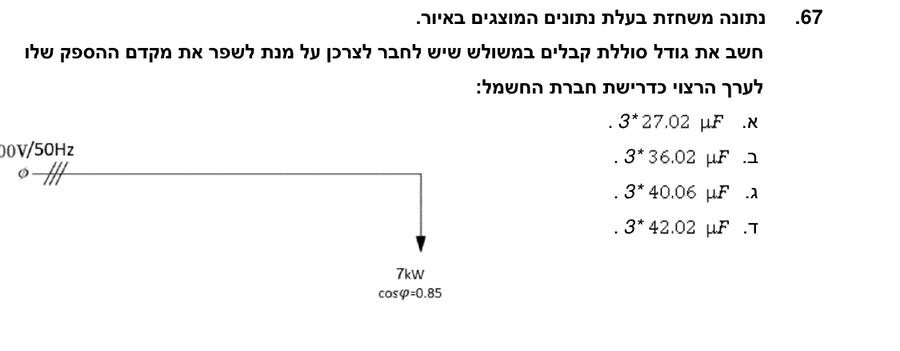 67. נתונה משחזת בעלת נתונים המוצגים באיור.
חשב את גודל סוללת קבלים במשולש שיש לחבר לצרכן על מנת לשפר את מקדם ההספק שלו
לערך הרצוי כדרישת חברת החשמל:
א. 3*27.02 μF .
ב. 3*36.02 μF .
ג. 3*40.06 μF .
ד. 3*42.02 μF .
00V/50Hz
7kW
cosφ=0.85